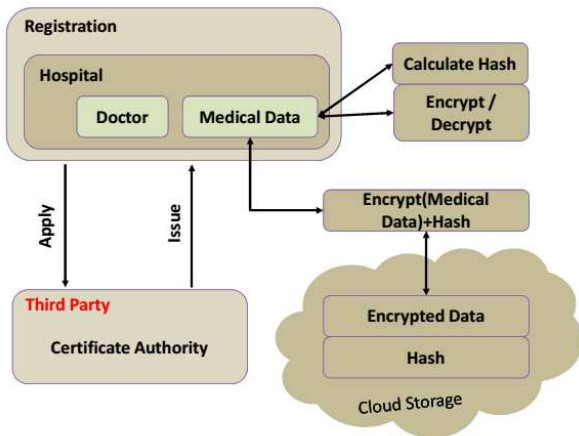 Registration
Hospital
Doctor
Medical Data
Calculate Hash
Encrypt /
Decrypt
Apply
Issue
Encrypt(Medical
Data)+Hash
Third Party
Certificate Authority
Encrypted Data
Hash
Cloud Storage